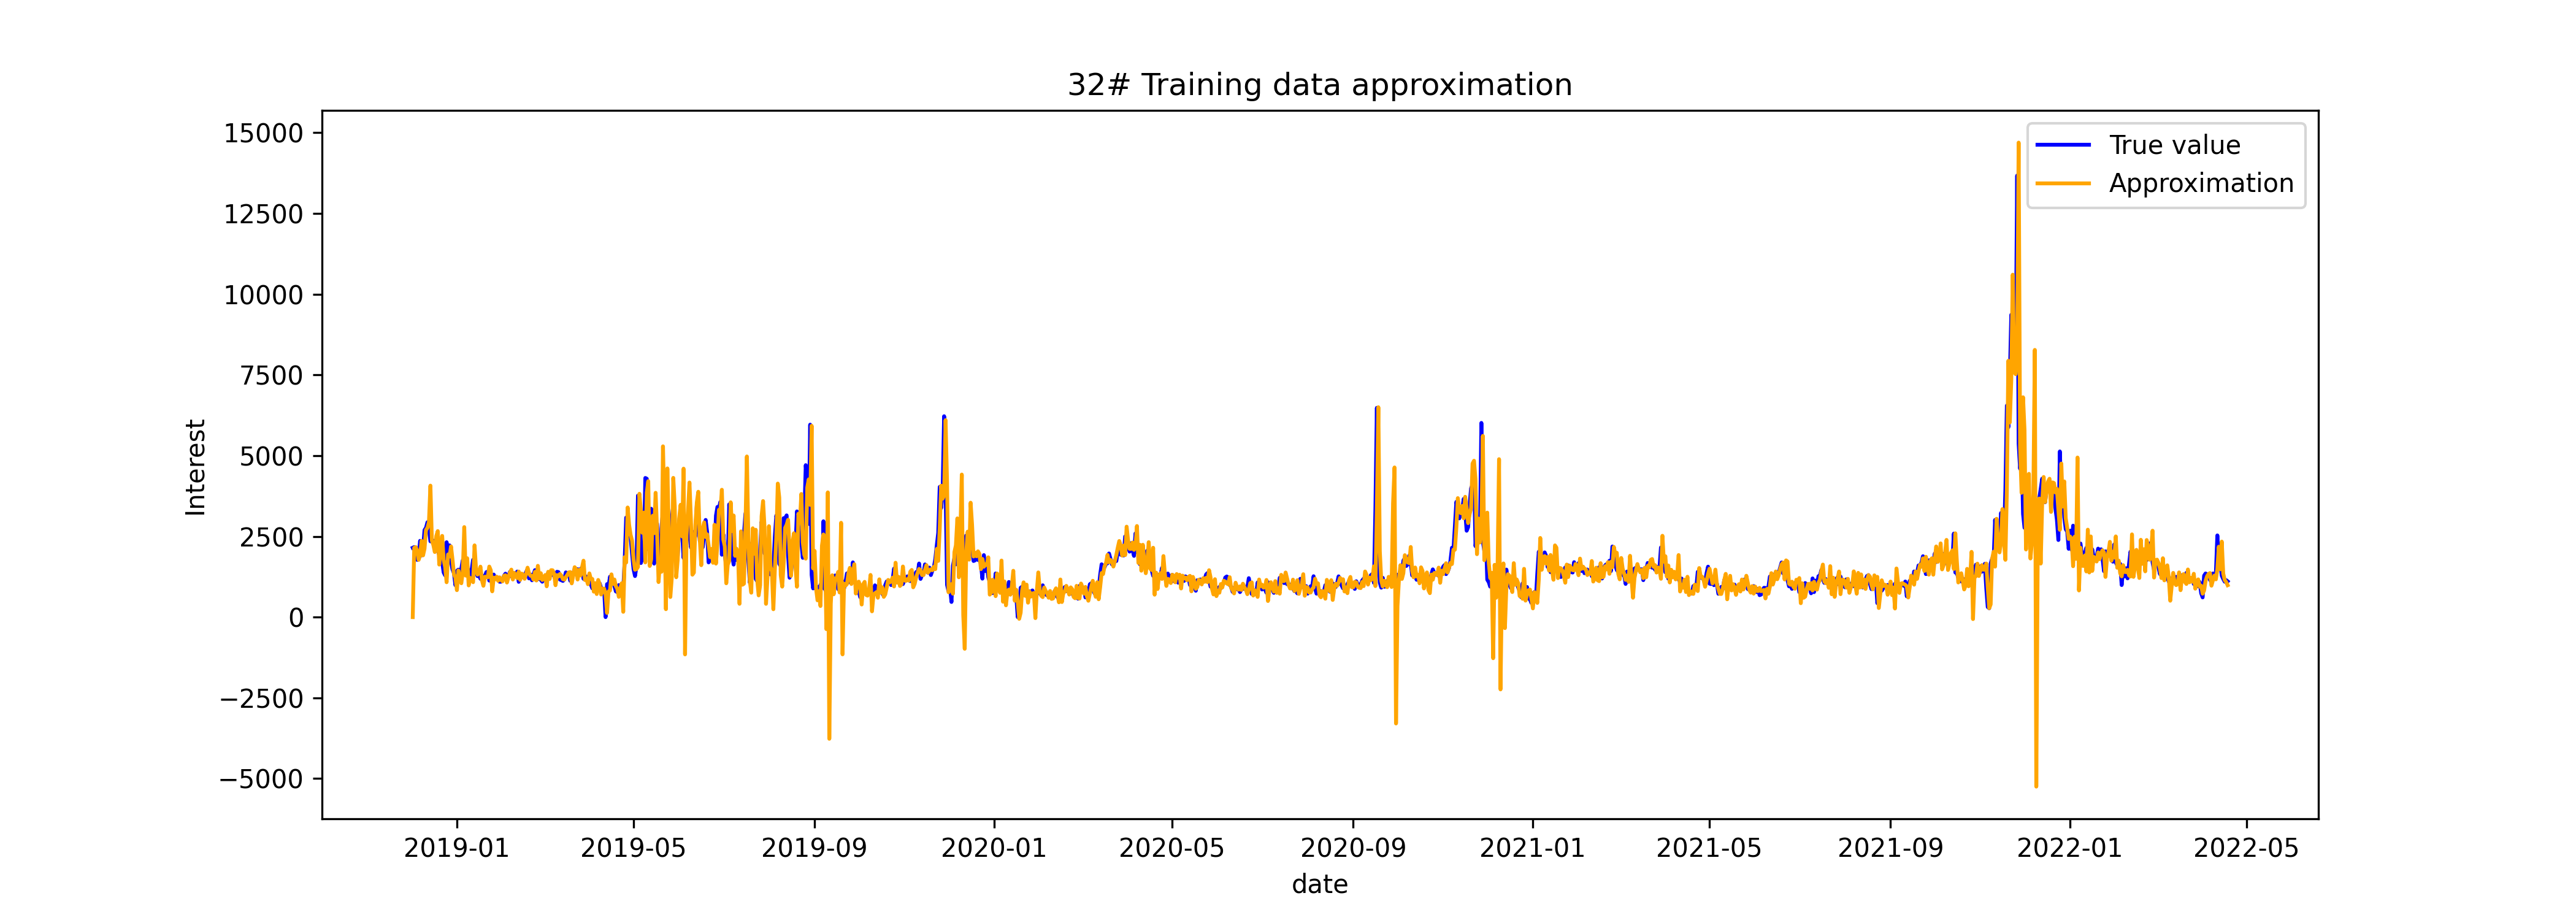 32# Training data approximation
True value
Approximation
Interest
15000
12500
10000
7500
5000
2500
0
−2500
−5000
2019-01 2019-05 2019-09 2020-01 2020-05 2020-09 2021-01 2021-05 2021-09 2022-01 2022-05
date